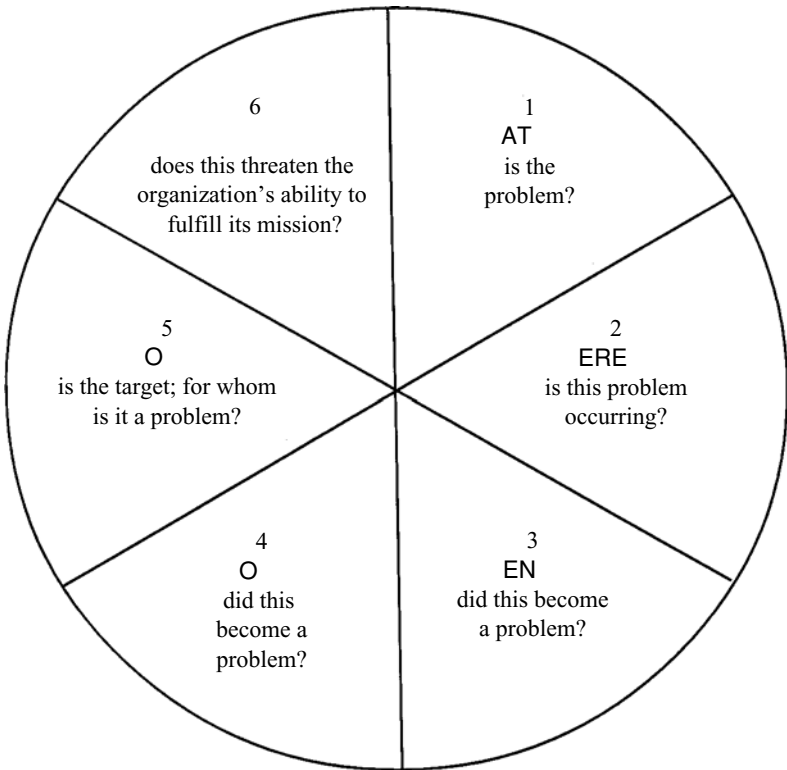 1
AT
is the
problem?
2
ERE
is this problem
occurring?
3
EN
did this become
a problem?
4
O
did this
become a
problem?
5
O
is the target; for whom
is it a problem?
6
does this threaten the
organization’s ability to
fulfill its mission?